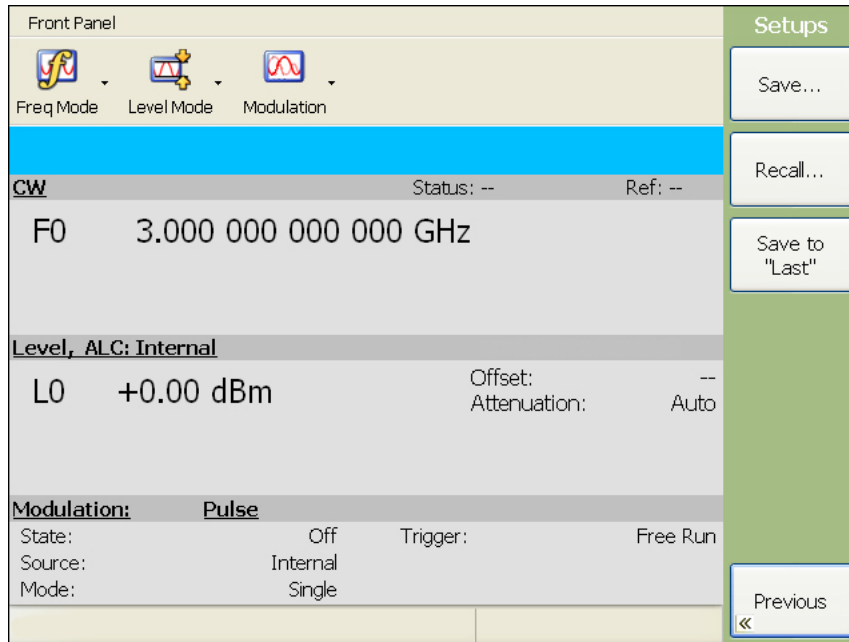 Front Panel
Freq Mode Level Mode Modulation
CW Status: -- Ref: --
F0 3.000 000 000 000 GHz
Level, ALC: Internal
L0 +0.00 dBm
Offset: --
Attenuation: Auto
Modulation: Pulse
State: Off Trigger: Free Run
Source: Internal
Mode: Single
Setups
Save...
Recall...
Save to
"Last"
Previous
«